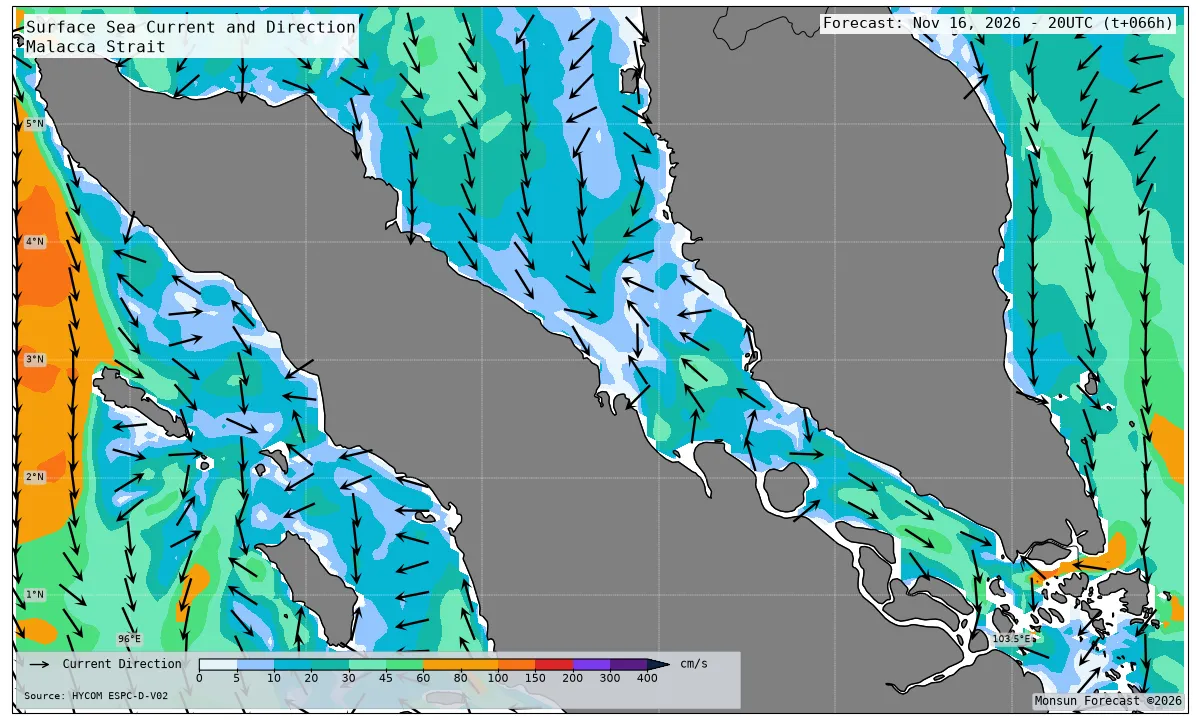 Surface Sea Current and Direction
Malacca Strait
Forecast: Nov 16, 2026 - 20UTC (t+066h)
5°N
4°N
3°N
2°N
1°N
96°E
103.5°E
Current Direction
0 5 10 20 30 45 60 80 100 150 200 300 400
cm/s
Source: HYCOM ESPC-D-V02
Monsun Forecast ©2026